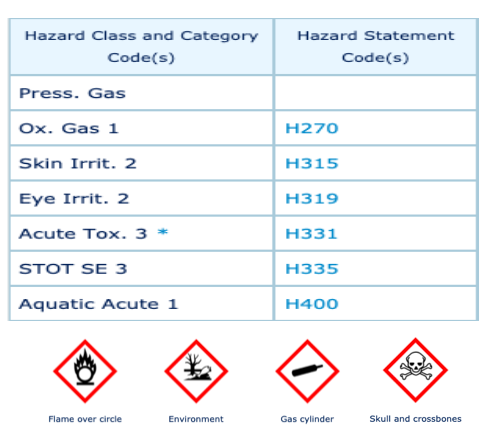 Hazard Class and Category Hazard Statement
Code(s) Code(s)
Press. Gas
Ox. Gas 1 H270
Skin Irrit. 2 H315
Eye Irrit. 2 H319
Acute Tox. 3 * H331
STOT SE 3 H335
Aquatic Acute 1 H400
Flame over circle Environment Gas cylinder Skull and crossbones